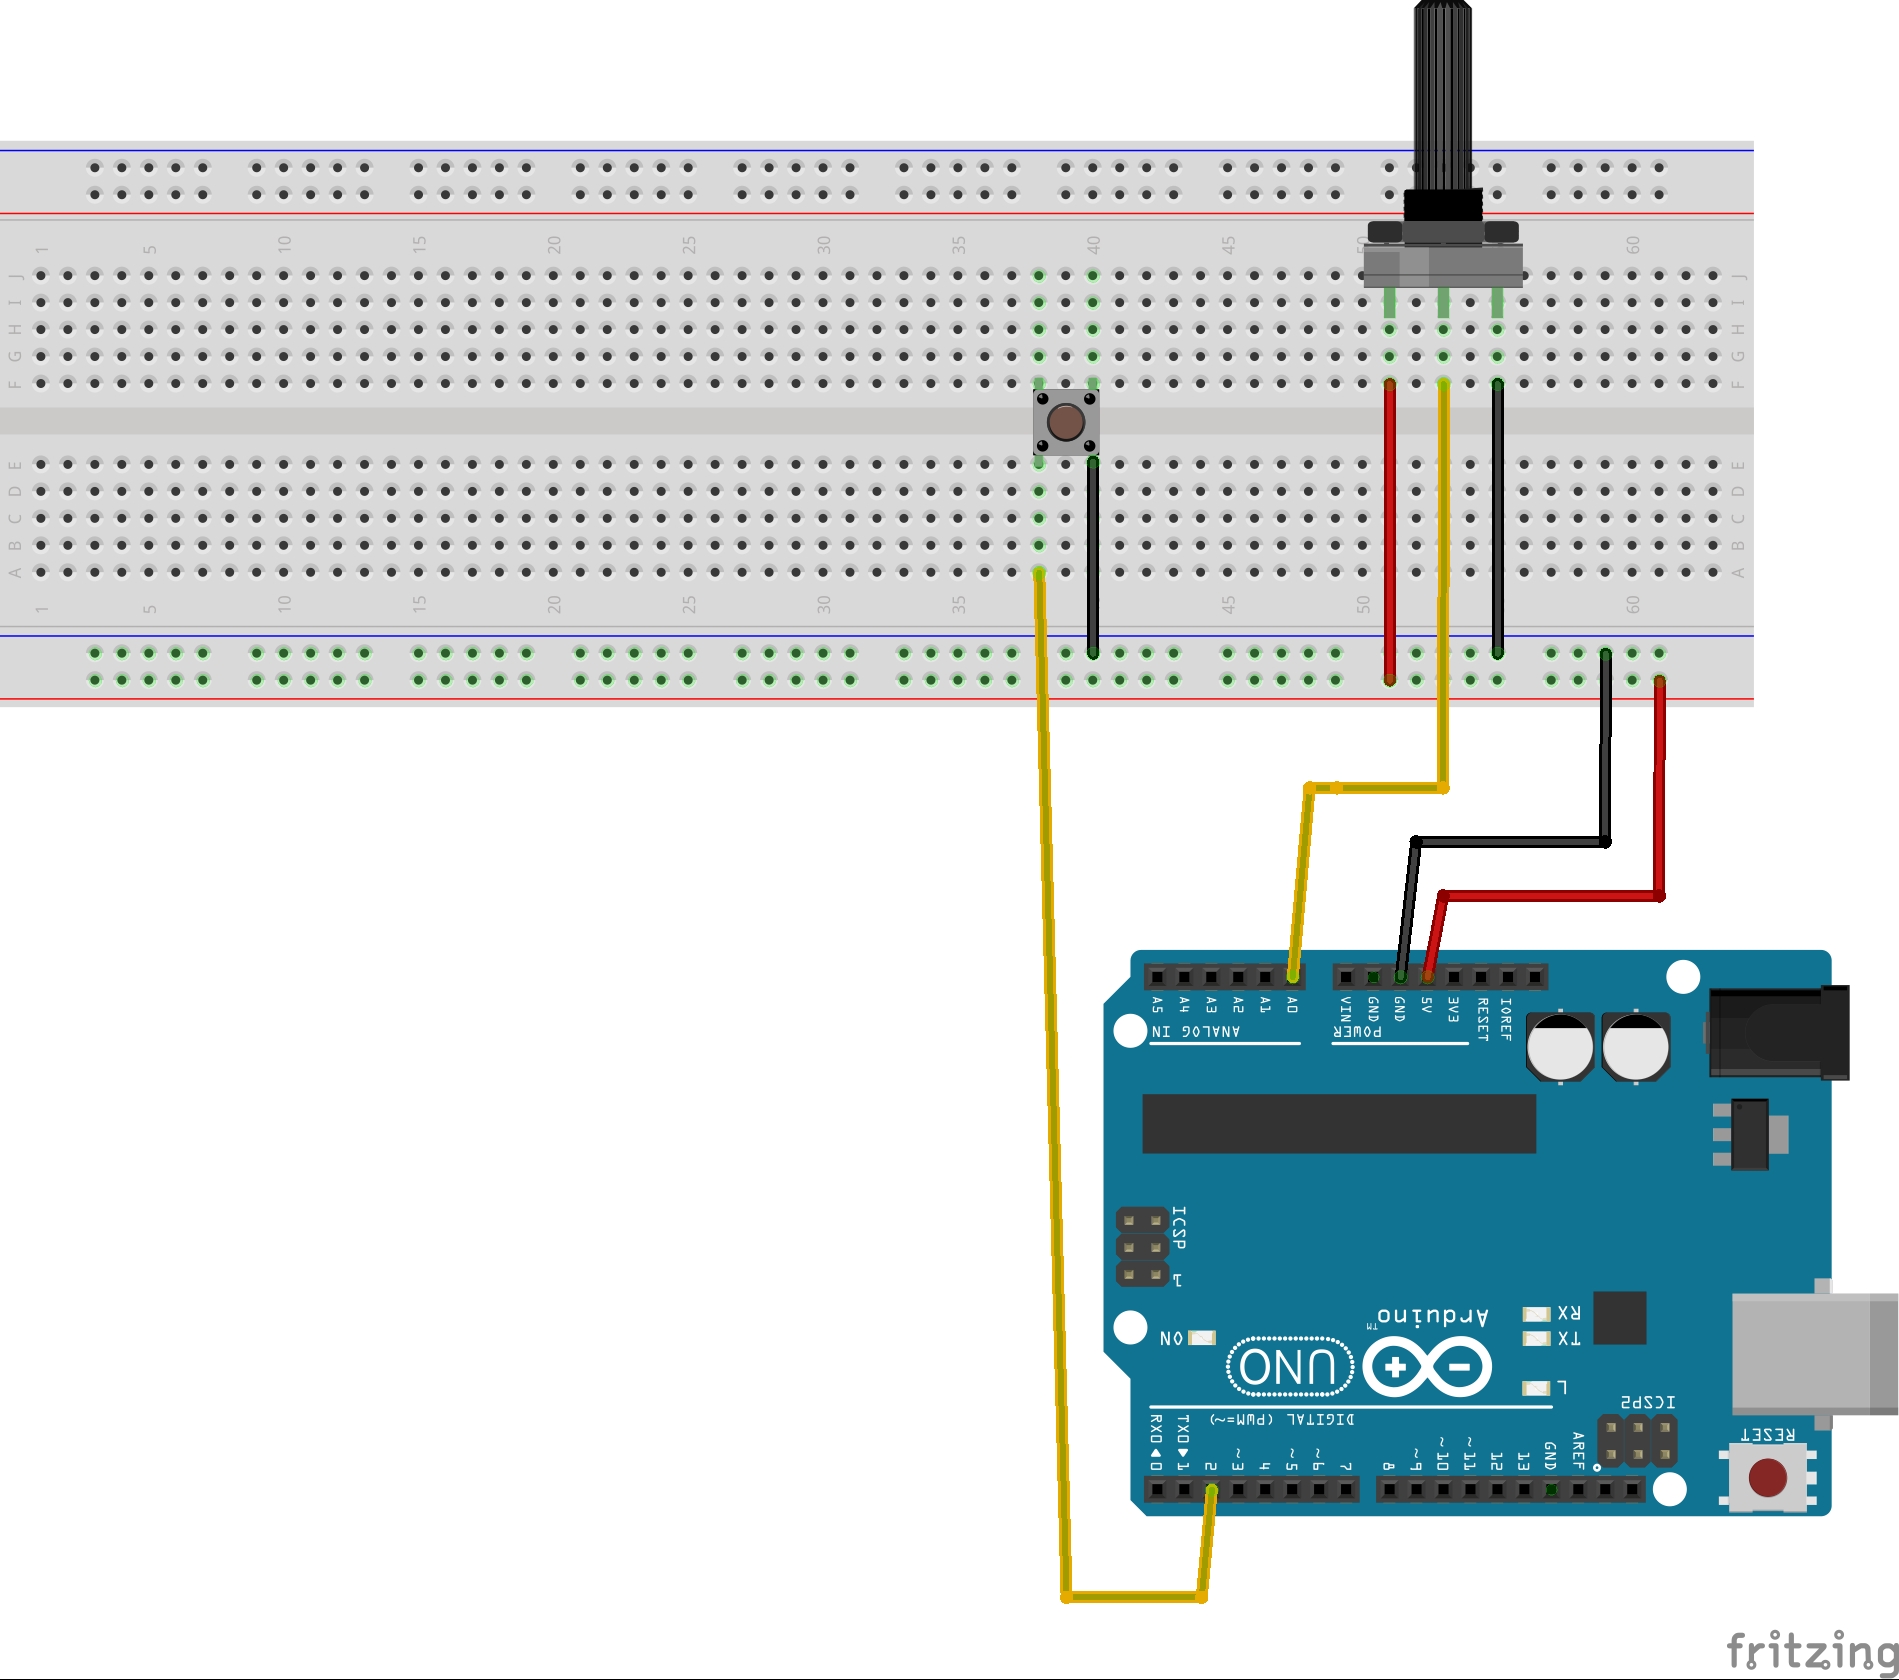 1 5 10 15 20 25 30 35 40 45 50 60
J J
I I
H H
G G
F F
E E
D D
C C
B B
A A
1 5 10 15 20 25 30 35 45 50 60
A5 A4 A3 A2 A1 A0 VIN GND GND 5V 3V3 RESET IOREF
ANALOG IN POWER
ICSP
1
Arduino™
RX
ON TX
UNO
L
ICSP2
DIGITAL (PWM=~)
RESET
RX0 0 TX0 1 2 ~3 4 ~5 ~6 7 8 ~9 ~10 ~11 12 13 GND AREF
fritzing